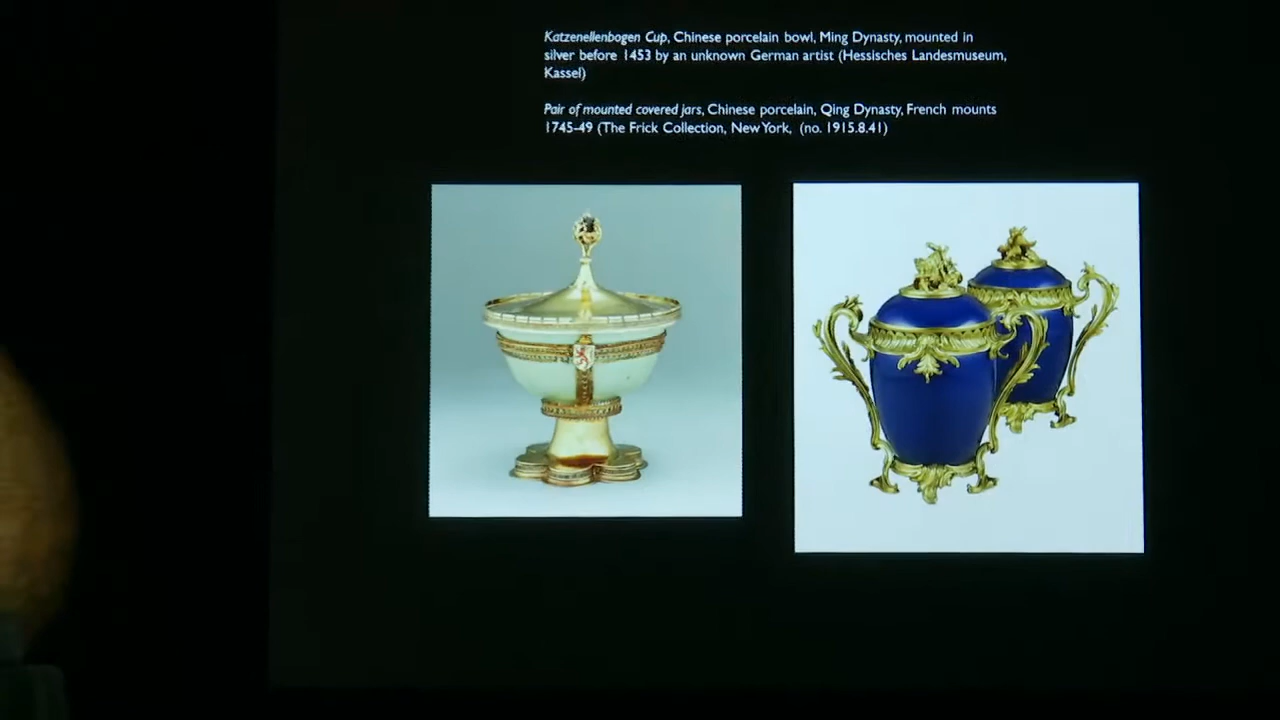 Katzenellenbogen Cup, Chinese porcelain bowl, Ming Dynasty, mounted in
silver before 1453 by an unknown German artist (Hessisches Landesmuseum,
Kassel)
Pair of mounted covered jars, Chinese porcelain, Qing Dynasty, French mounts
1745-49 (The Frick Collection, New York, (no. 1915.8.41)